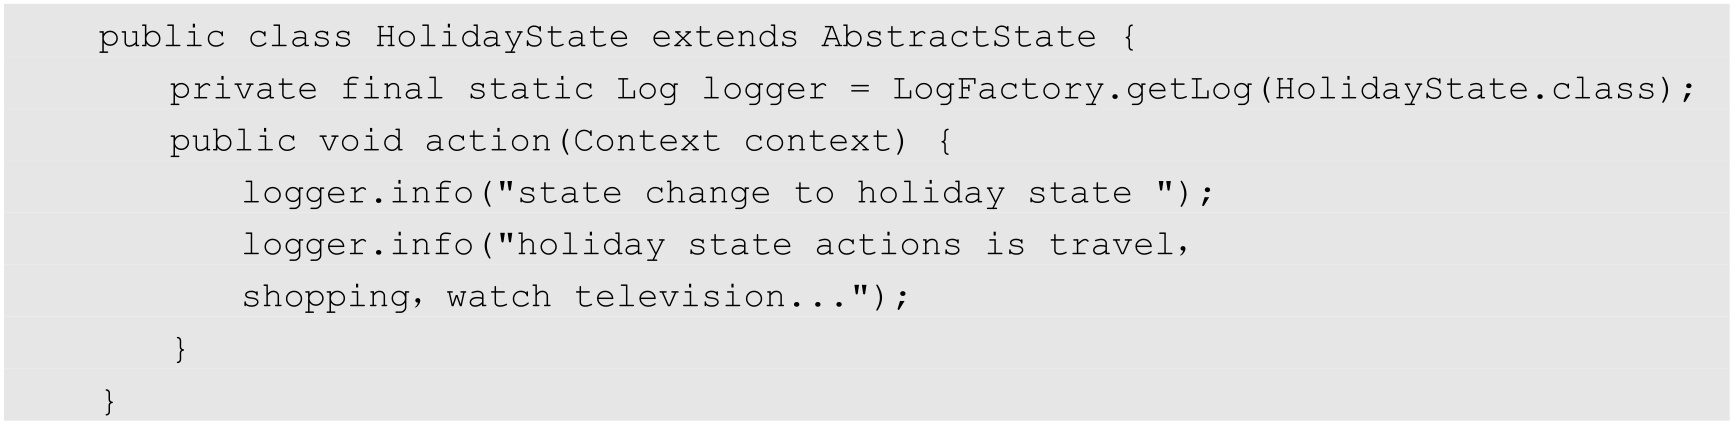 public class HolidayState extends AbstractState {
private final static Log logger = LogFactory.getLog(HolidayState.class);
public void action(Context context) {
logger.info("state change to holiday state ");
logger.info("holiday state actions is travel，
shopping，watch television...");
}
}